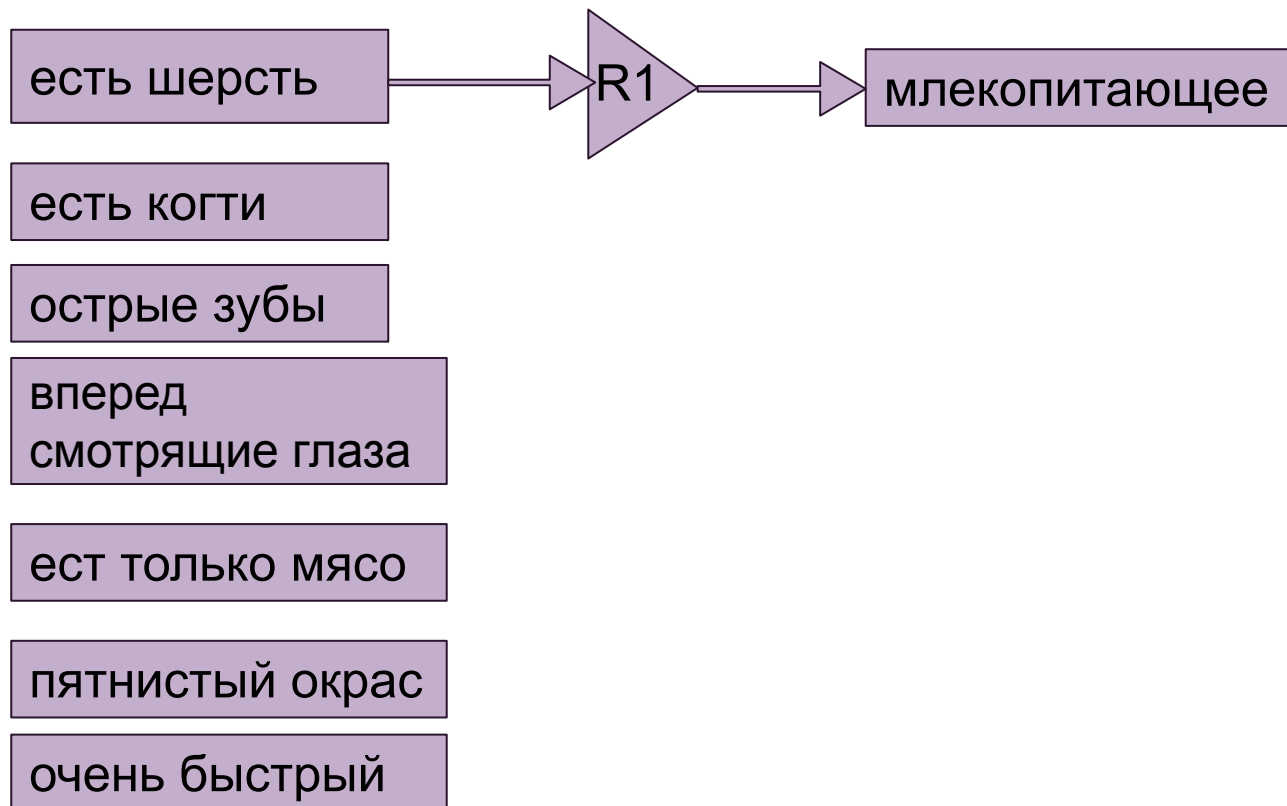 есть шерсть
R1
млекопитающее
есть когти
острые зубы
вперед
смотрящие глаза
ест только мясо
пятнистый окрас
очень быстрый